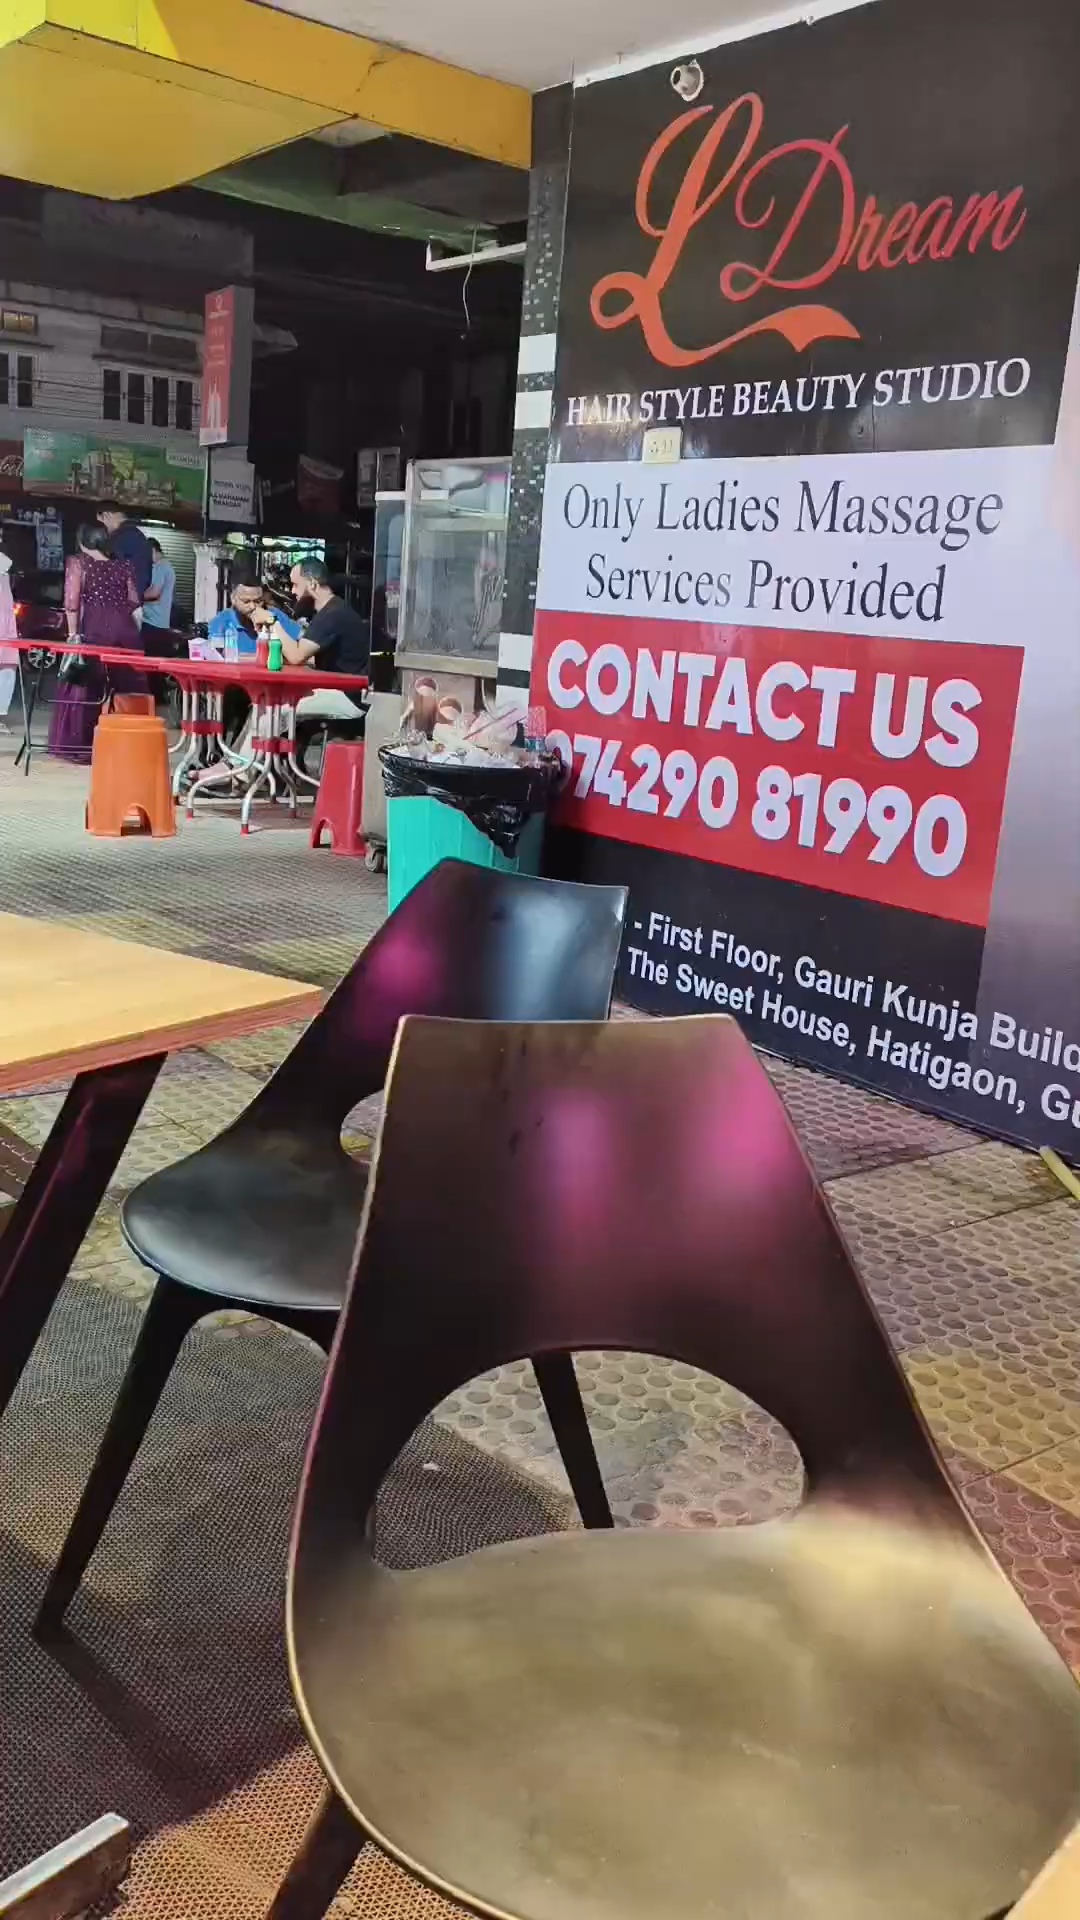 L Dream
HAIR STYLE BEAUTY STUDIO
Only Ladies Massage
Services Provided
CONTACT US
074290 81990
- First Floor, Gauri Kunja
The Sweet House, Hatigaon,